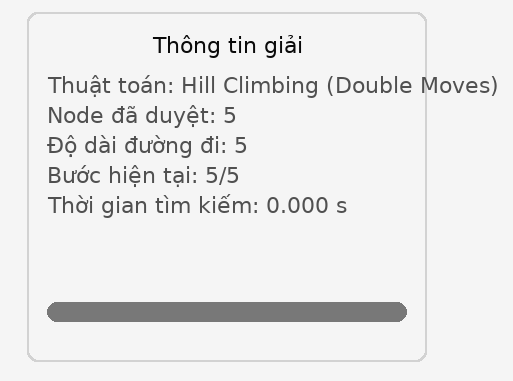 Thông tin giải
Thuật toán: Hill Climbing (Double Moves)
Node đã duyệt: 5
Độ dài đường đi: 5
Bước hiện tại: 5/5
Thời gian tìm kiếm: 0.000 s